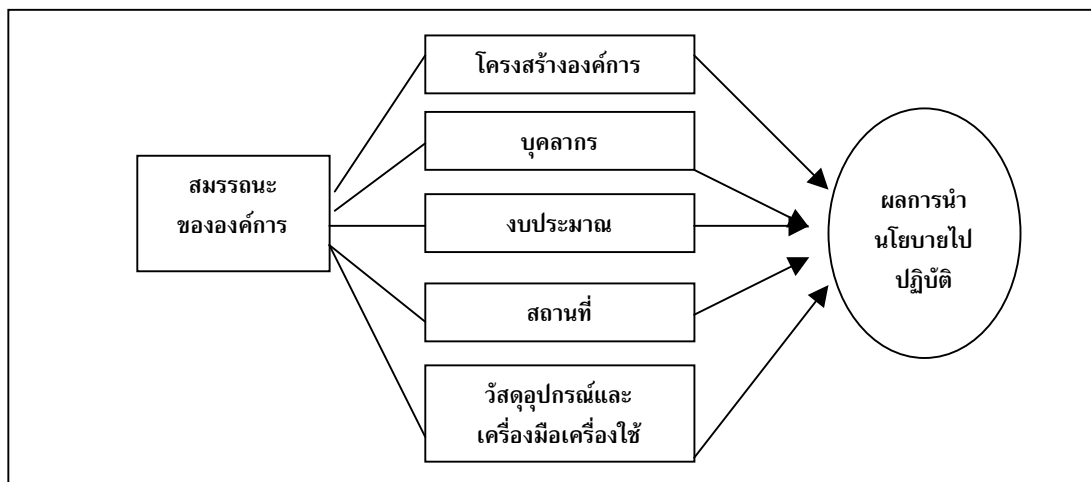 โครงสร้างองค์การ
บุคลากร
สมรรถนะ
ขององค์การ
งบประมาณ
สถานที่
วัสดุอุปกรณ์และ
เครื่องมือเครื่องใช้
ผลการนำ
นโยบายไป
ปฏิบัติ